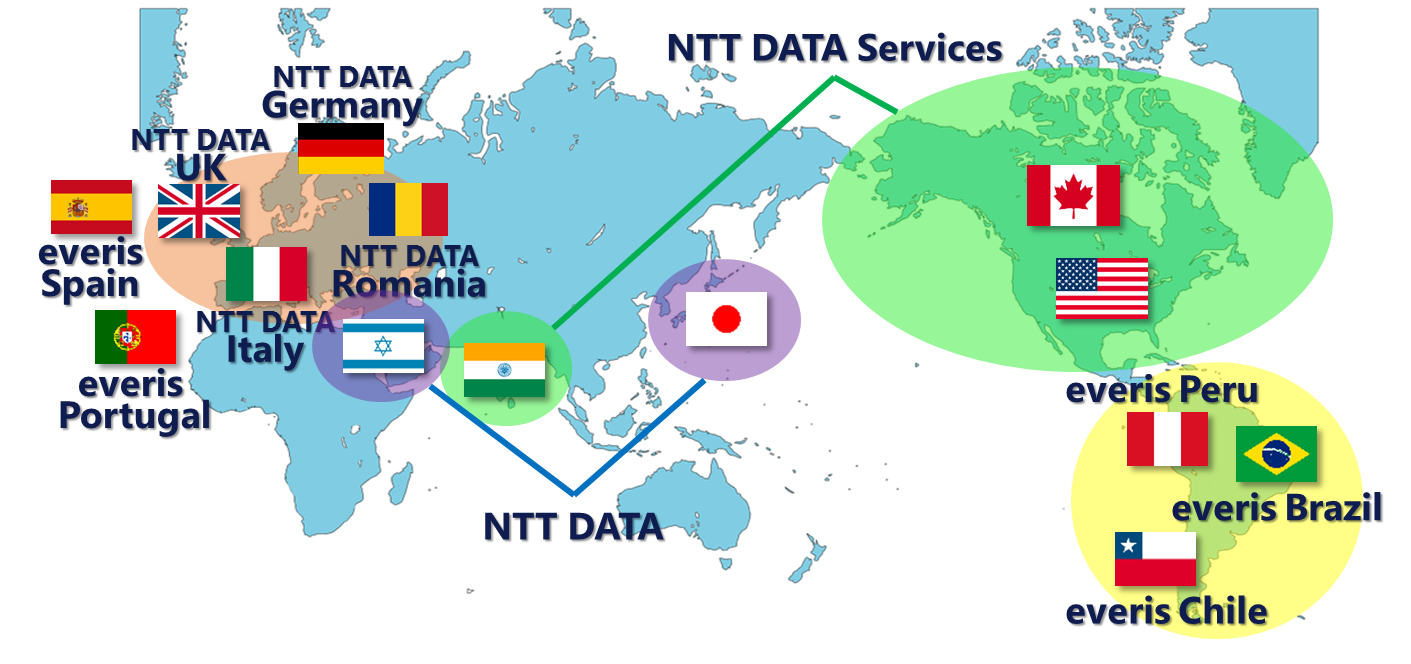 NTT DATA Services
NTT DATA
Germany
NTT DATA
UK
everis
Spain
NTT DATA
Romania
NTT DATA
Italy
everis
Portugal
everis Peru
everis Brazil
NTT DATA
everis Chile